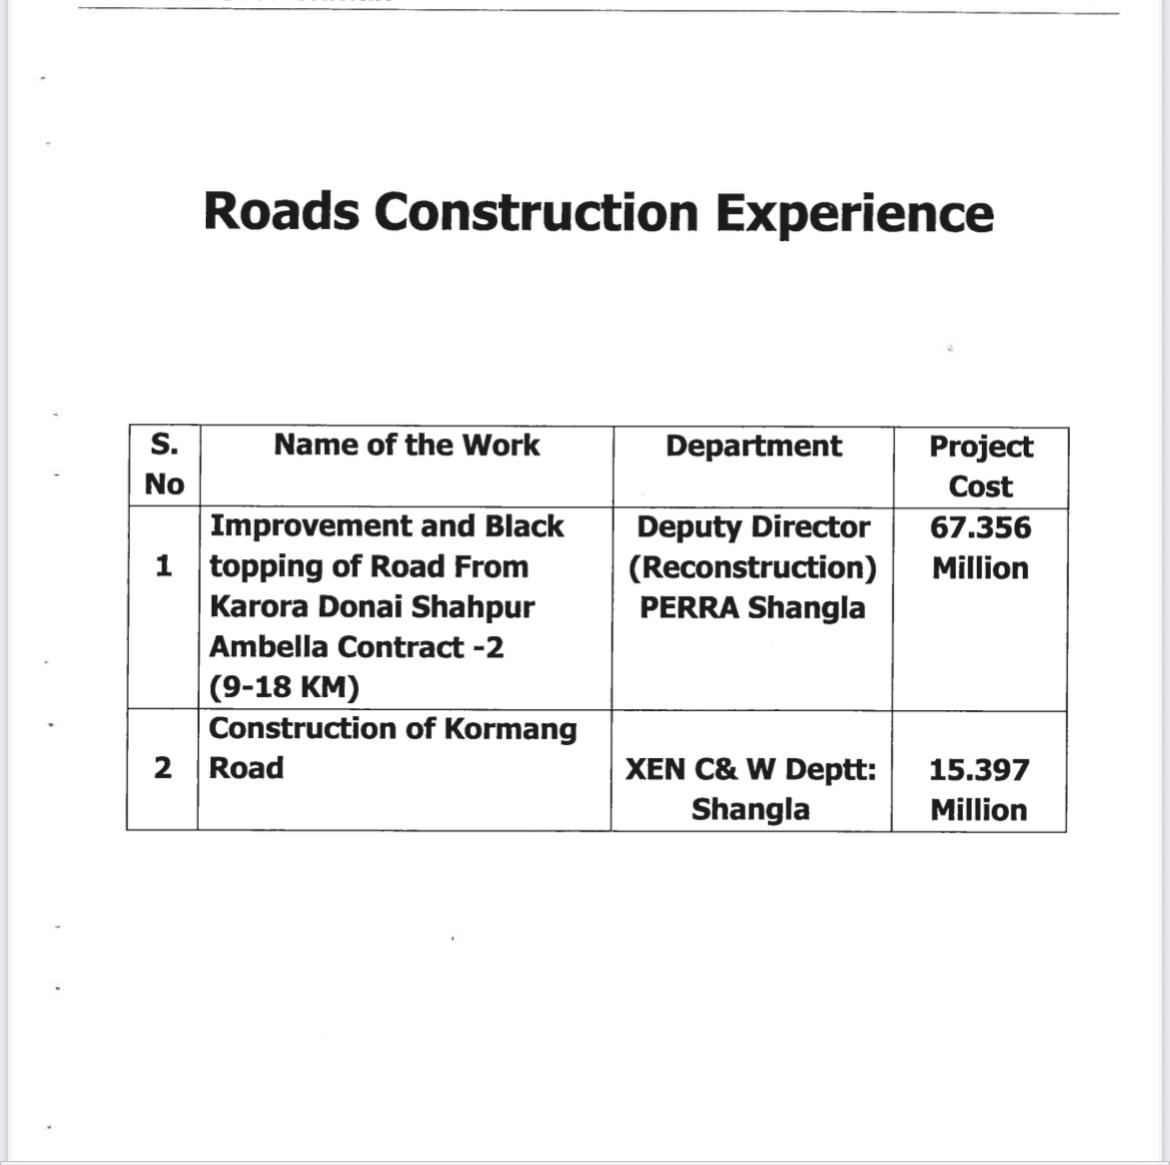 Roads Construction Experience
S. No | Name of the Work | Department | Project Cost
1 | Improvement and Black topping of Road From Karora Donai Shahpur Ambella Contract -2 (9-18 KM) | Deputy Director (Reconstruction) PERRA Shangla | 67.356 Million
2 | Construction of Kormang Road | XEN C& W Deptt: Shangla | 15.397 Million